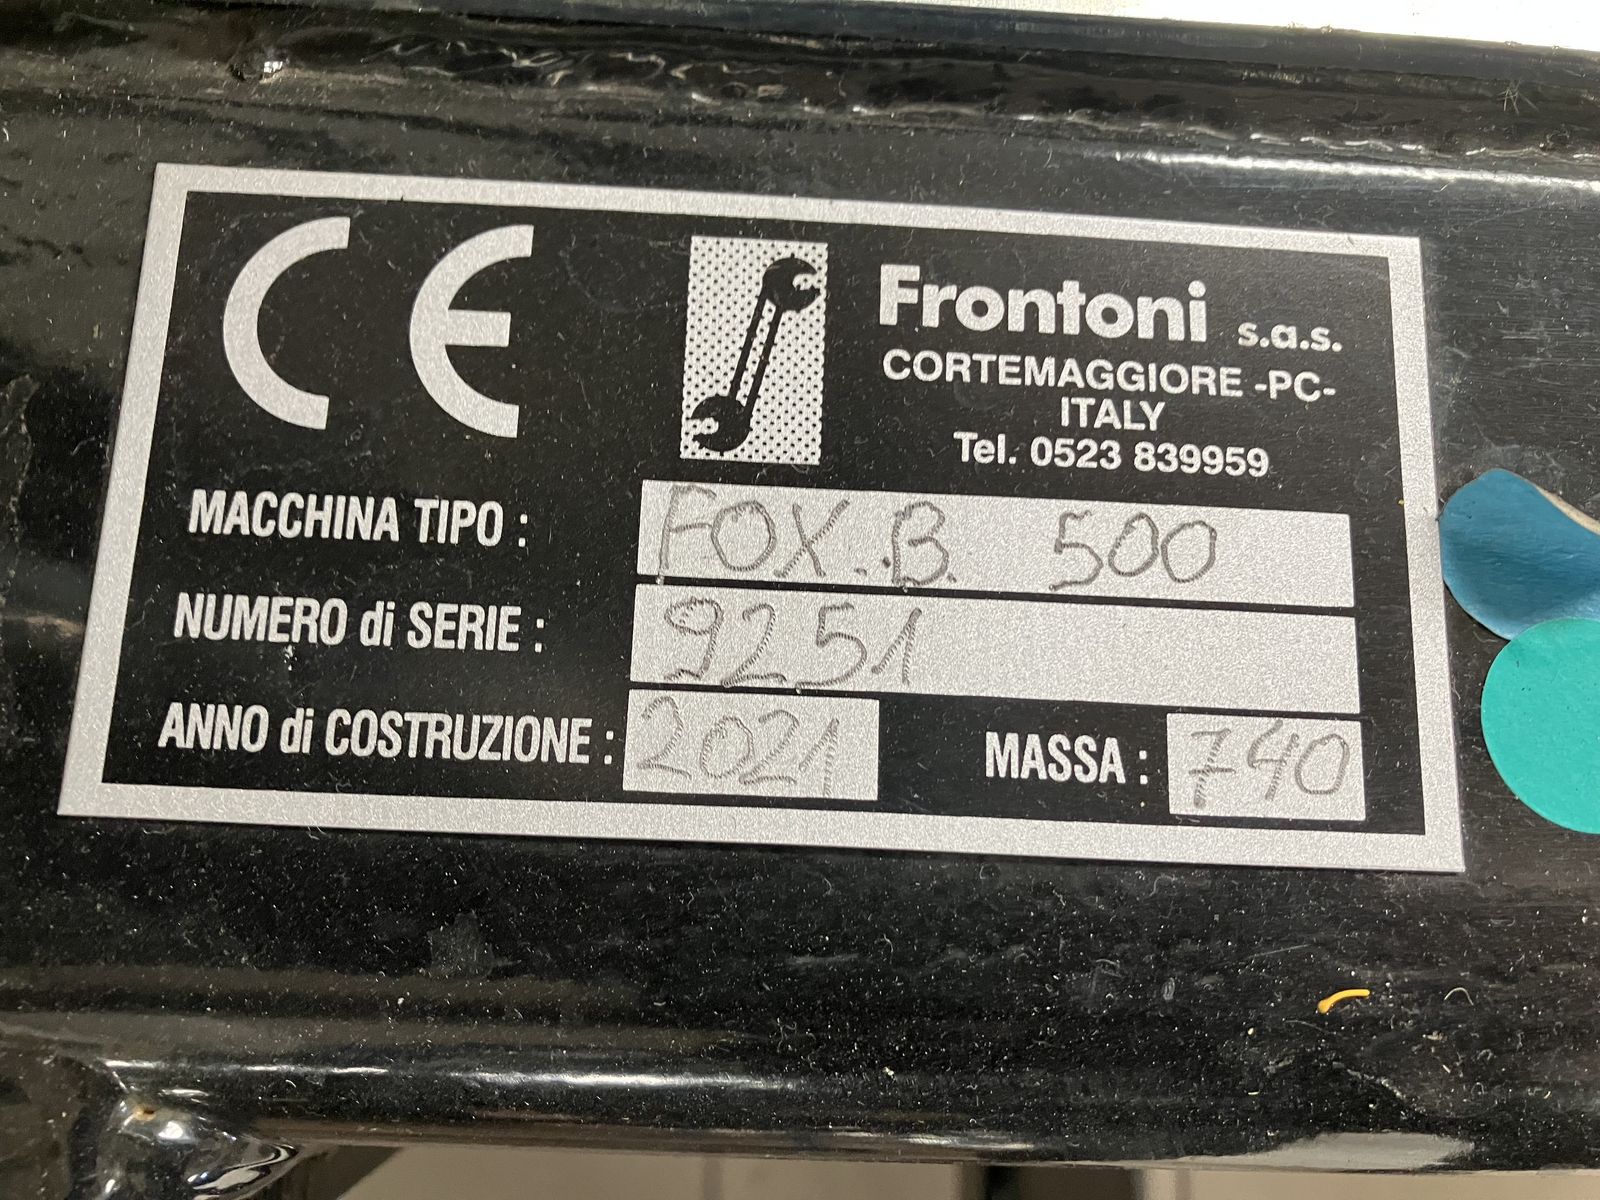 CE
Frontoni s.a.s.
CORTEMAGGIORE -PC-
ITALY
Tel. 0523 839959
MACCHINA TIPO : FOX.B. 500
NUMERO di SERIE : 9251
ANNO di COSTRUZIONE : 2021 MASSA : 740